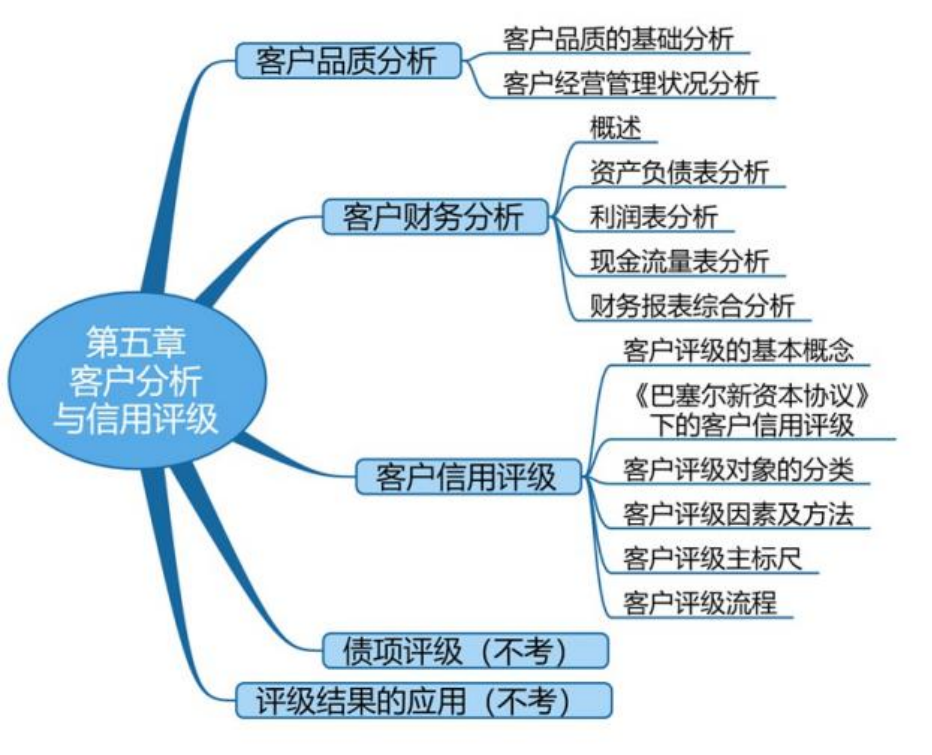 第五章
客户分析
与信用评级
客户品质分析
客户品质的基础分析
客户经营管理状况分析
客户财务分析
概述
资产负债表分析
利润表分析
现金流量表分析
财务报表综合分析
客户信用评级
客户评级的基本概念
《巴塞尔新资本协议》
下的客户信用评级
客户评级对象的分类
客户评级因素及方法
客户评级主标尺
客户评级流程
债项评级（不考）
评级结果的应用（不考）